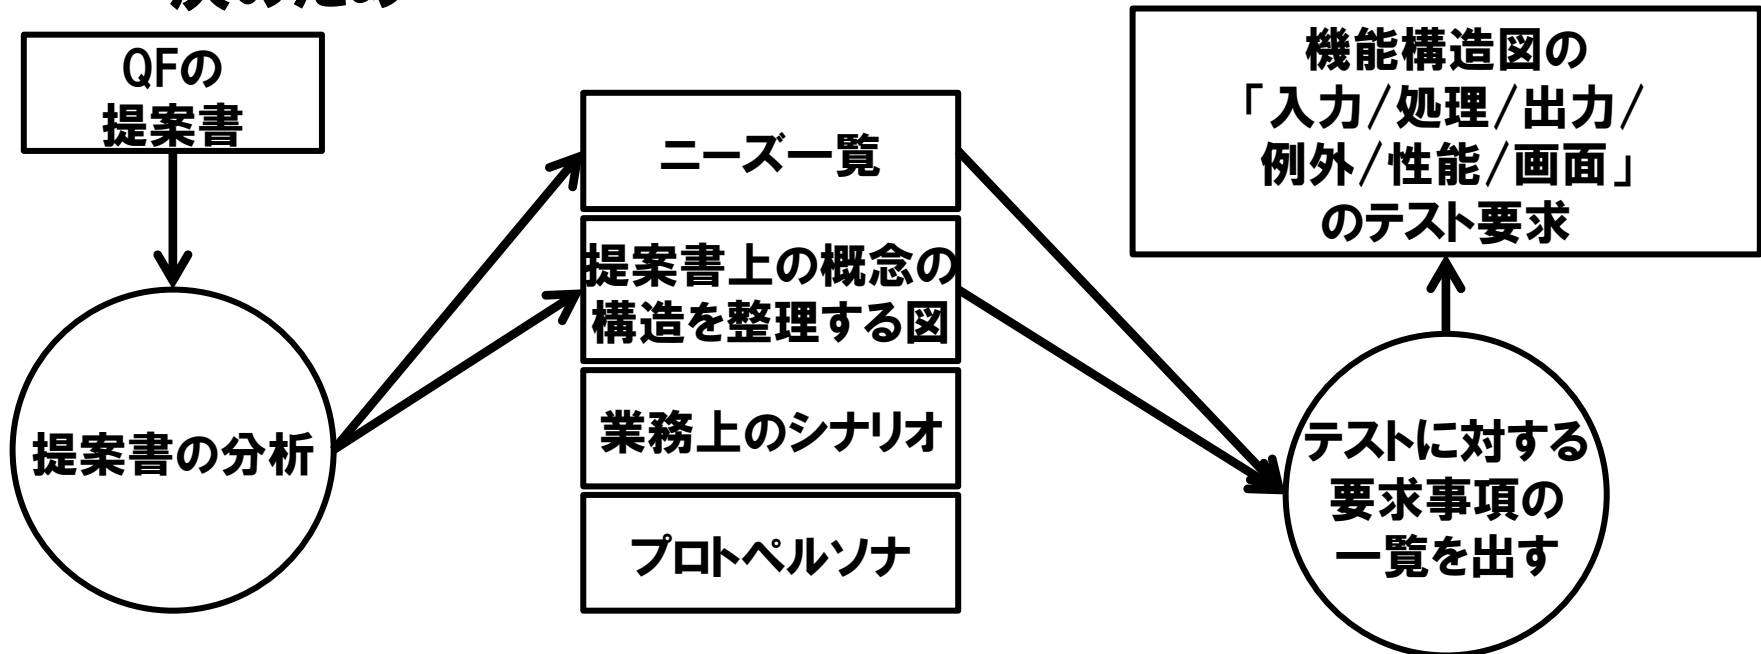 QFの
提案書
提案書の分析
ニーズ一覧
提案書上の概念の
構造を整理する図
業務上のシナリオ
プロトペルソナ
機能構造図の
「入力/処理/出力/
例外/性能/画面」
のテスト要求
テストに対する
要求事項の
一覧を出す